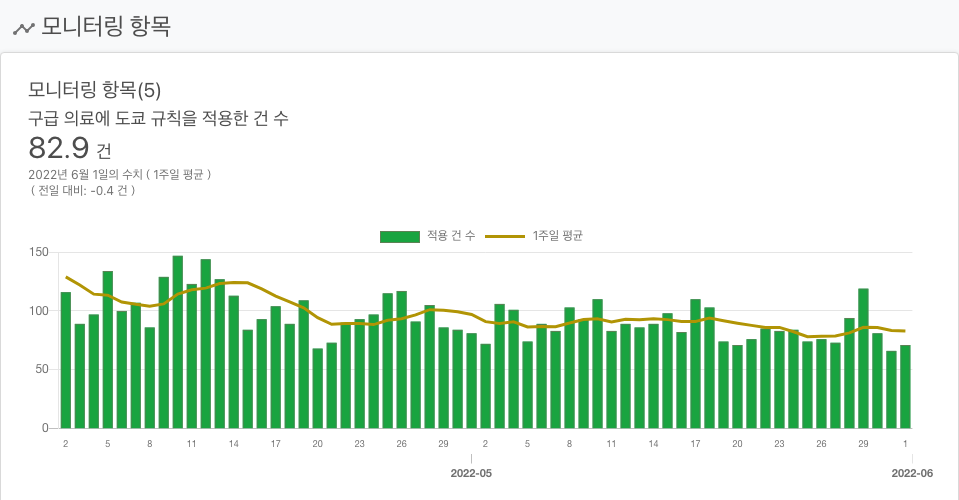 모니터링 항목
모니터링 항목(5)
구급 의료에 도쿄 규칙을 적용한 건 수
82.9 건
2022년 6월 1일의 수치 ( 1주일 평균 )
( 전일 대비: -0.4 건 )
적용 건 수 1주일 평균
150
100
50
0
2 5 8 11 14 17 20 23 26 29 2 5 8 11 14 17 20 23 26 29 1
2022-05 2022-06